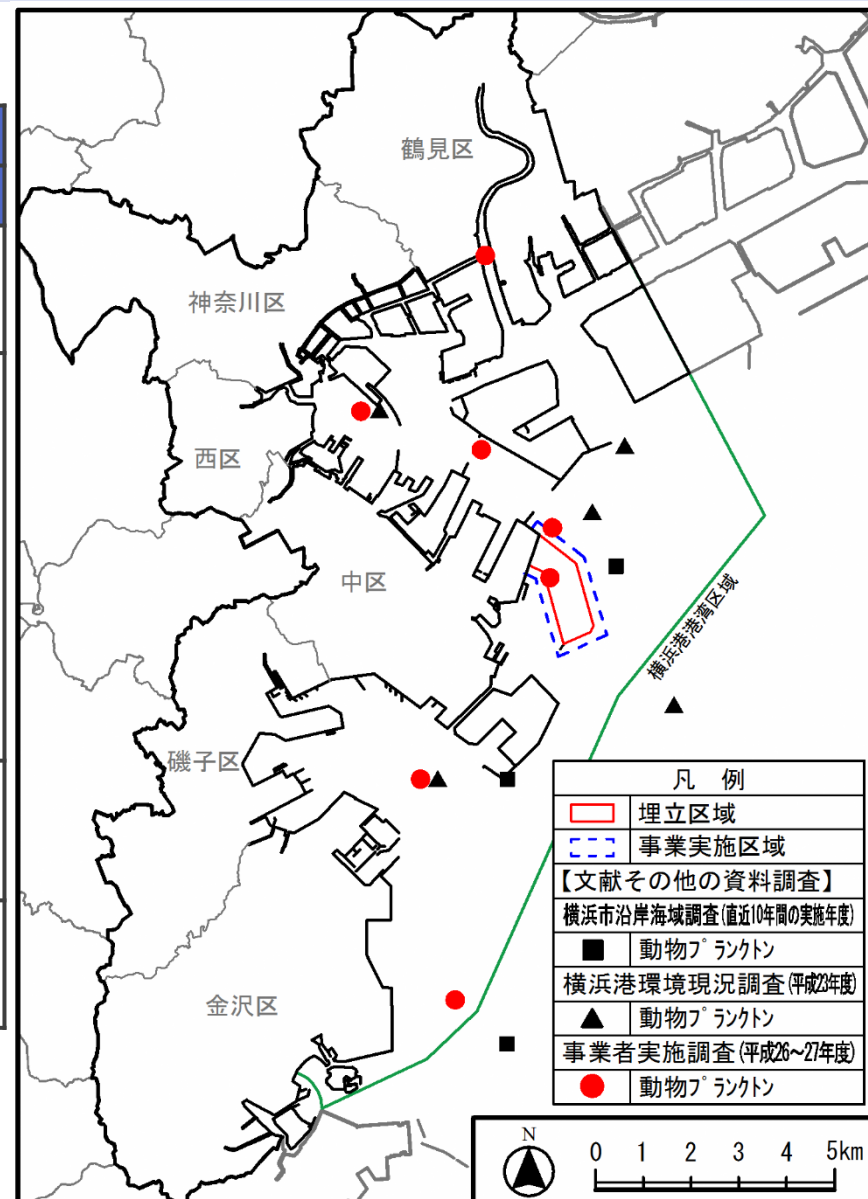 鶴見区
神奈川区
西区
中区
横浜港港湾区域
磯子区
金沢区
凡 例
埋立区域
事業実施区域
【文献その他の資料調査】
横浜市沿岸海域調査(直近10年間の実施年度)
動物プランクトン
横浜港環境現況調査(平成23年度)
動物プランクトン
事業者実施調査(平成26～27年度)
動物プランクトン
N
0 1 2 3 4 5km